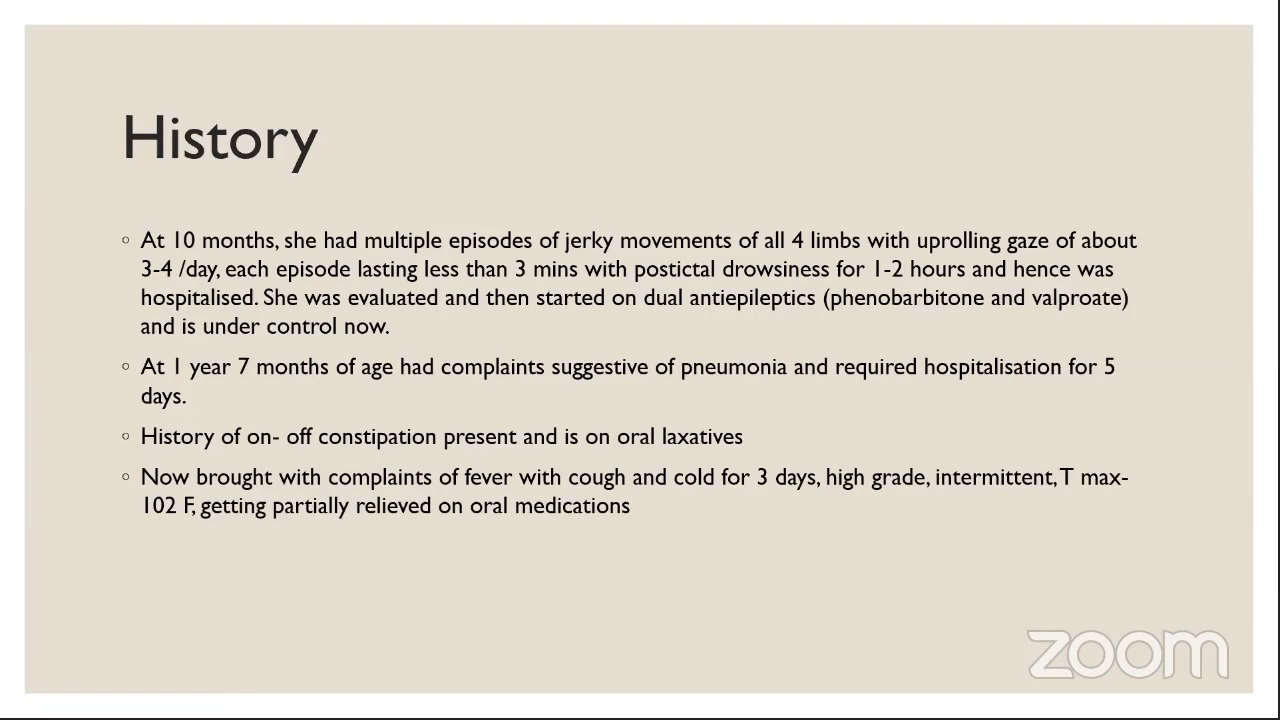 History
◦ At 10 months, she had multiple episodes of jerky movements of all 4 limbs with uprolling gaze of about
3-4 /day, each episode lasting less than 3 mins with postictal drowsiness for 1-2 hours and hence was
hospitalised. She was evaluated and then started on dual antiepileptics (phenobarbitone and valproate)
and is under control now.
◦ At 1 year 7 months of age had complaints suggestive of pneumonia and required hospitalisation for 5
days.
◦ History of on- off constipation present and is on oral laxatives
◦ Now brought with complaints of fever with cough and cold for 3 days, high grade, intermittent, T max-
102 F, getting partially relieved on oral medications
zoom